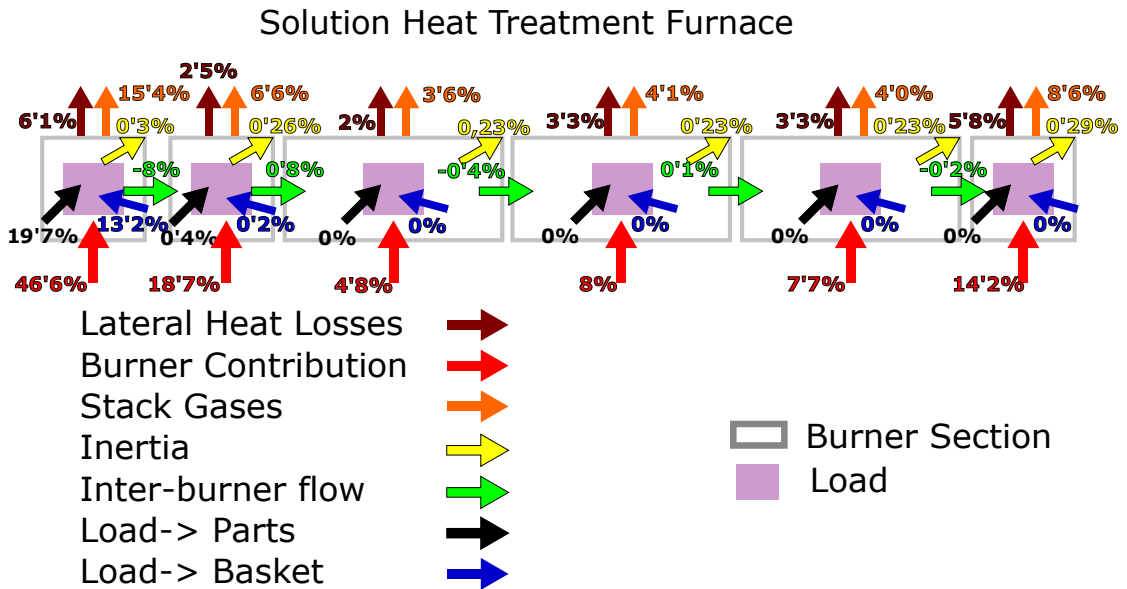 Solution Heat Treatment Furnace
2'5%
15'4% 6'6% 3'6% 4'1% 4'0% 8'6%
6'1% 0'3% 0'26% 2% 0,23% 3'3% 0'23% 3'3% 0'23% 5'8% 0'29%
-8% 0'8% -0'4% 0'1% -0'2%
19'7% 13'2% 0'4% 0'2% 0% 0% 0% 0% 0% 0% 0% 0%
46'6% 18'7% 4'8% 8% 7'7% 14'2%
Lateral Heat Losses
Burner Contribution
Stack Gases
Inertia
Inter-burner flow
Load-> Parts
Load-> Basket
Burner Section
Load